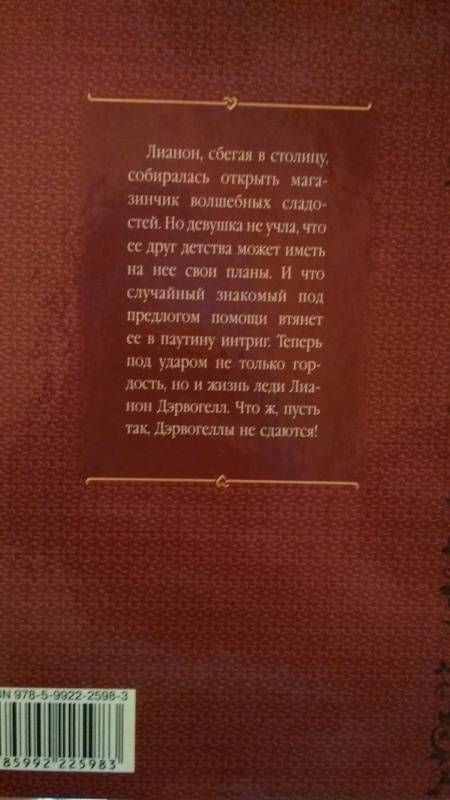 Лианон, сбегая в столицу,
собиралась открыть мага-
зинчик волшебных сладо-
стей. Но девушка не учла, что
ее друг детства может иметь
на нее свои планы. И что
случайный знакомый под
предлогом помощи втянет
ее в паутину интриг. Теперь
под ударом не только гор-
дость, но и жизнь леди Лиа-
нон Дэрвогелл. Что ж, пусть
так, Дэрвогеллы не сдаются!
BN 978-5-9922-2598-3
85992 225983